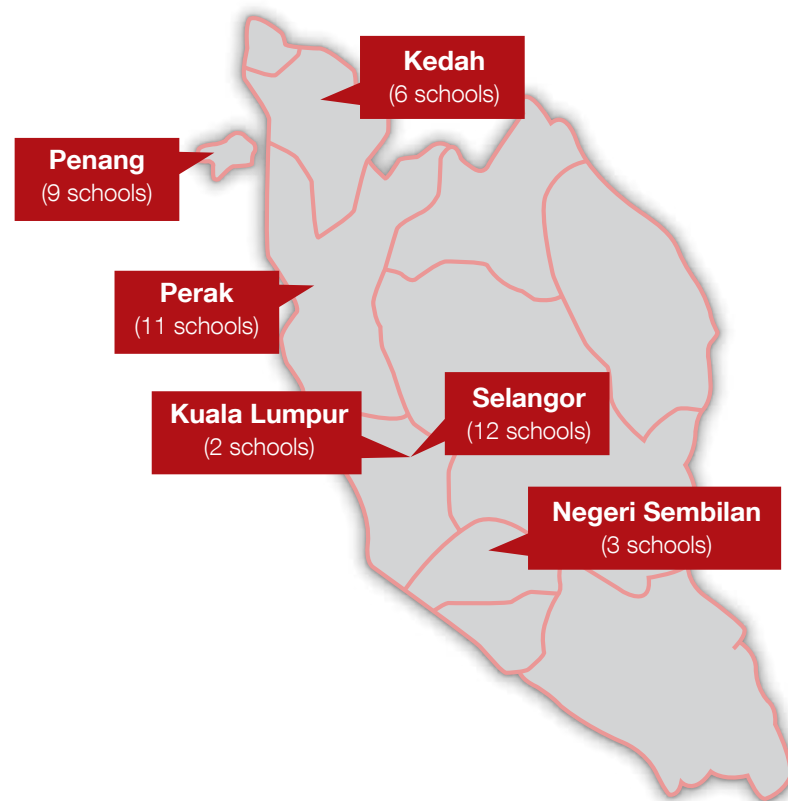 Kedah
(6 schools)
Penang
(9 schools)
Perak
(11 schools)
Kuala Lumpur
(2 schools)
Selangor
(12 schools)
Negeri Sembilan
(3 schools)